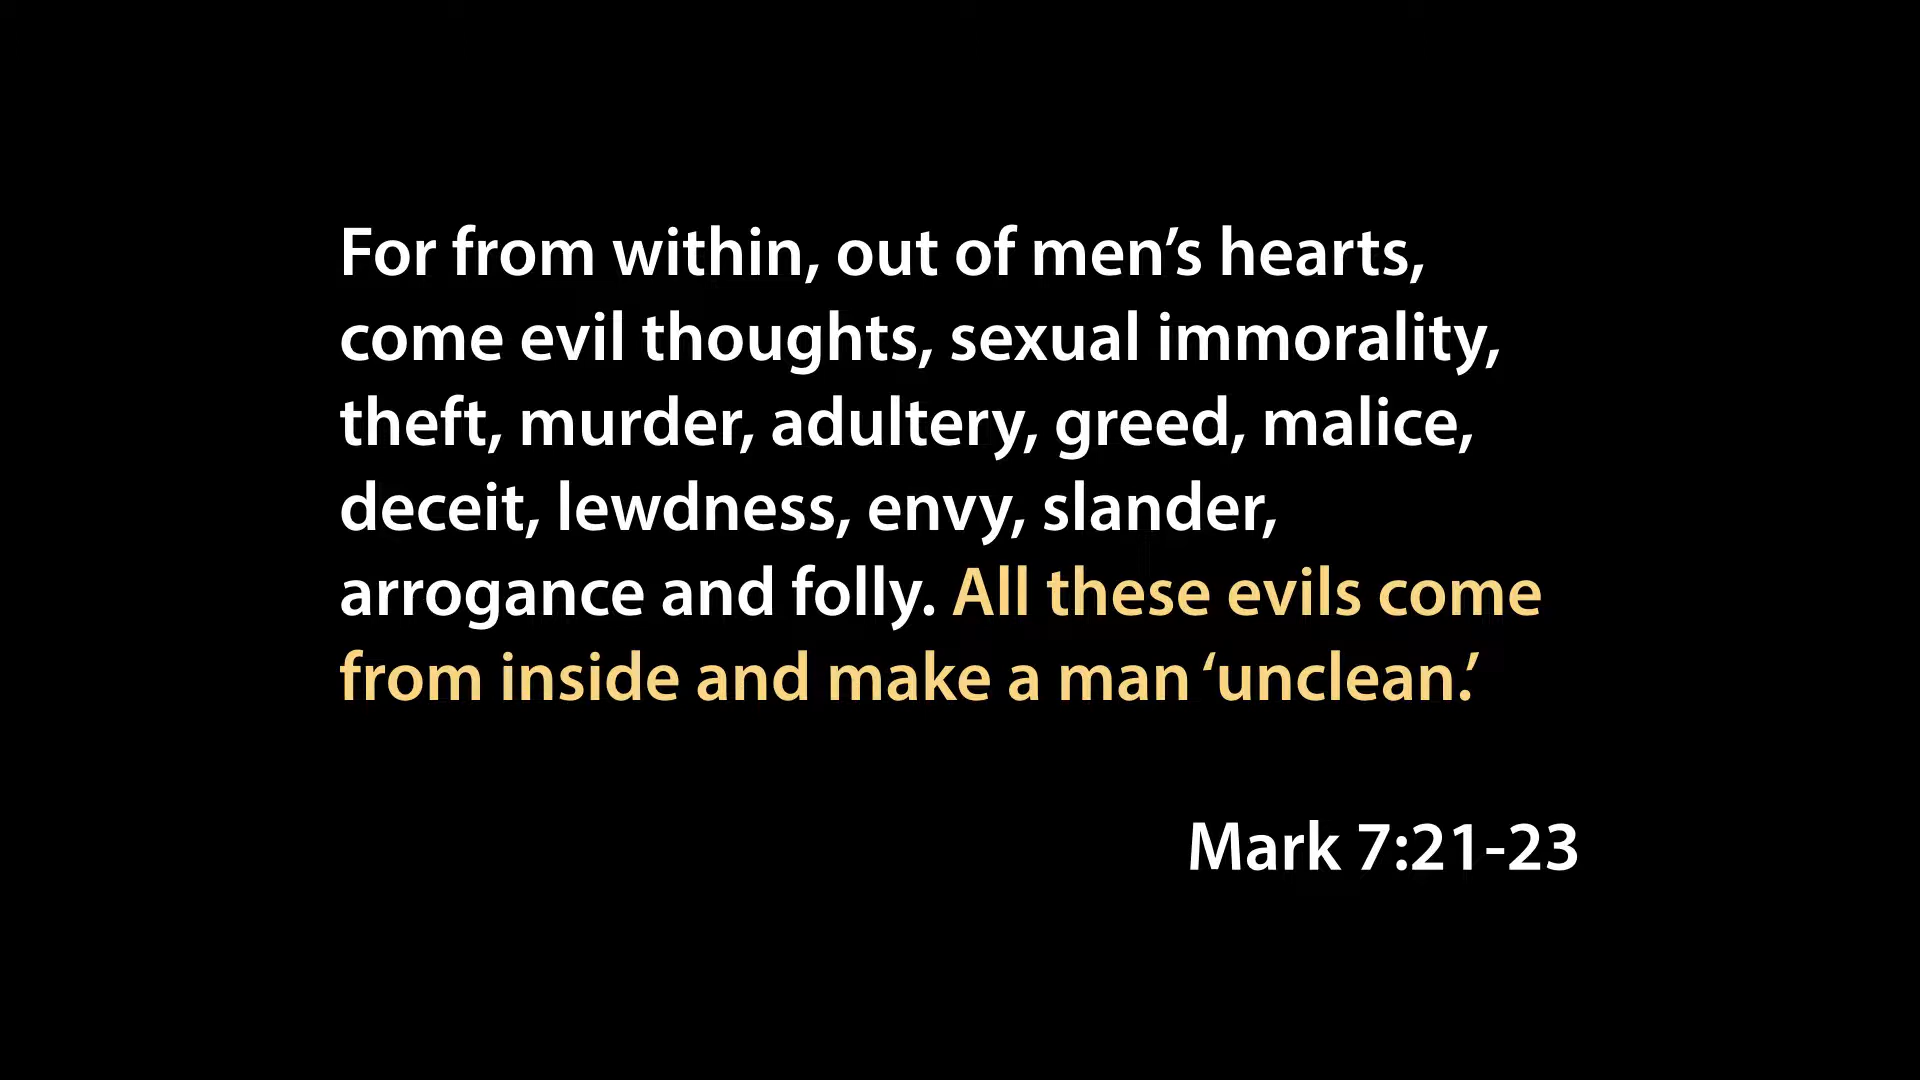 For from within, out of men’s hearts,
come evil thoughts, sexual immorality,
theft, murder, adultery, greed, malice,
deceit, lewdness, envy, slander,
arrogance and folly. All these evils come
from inside and make a man ‘unclean.’
Mark 7:21-23